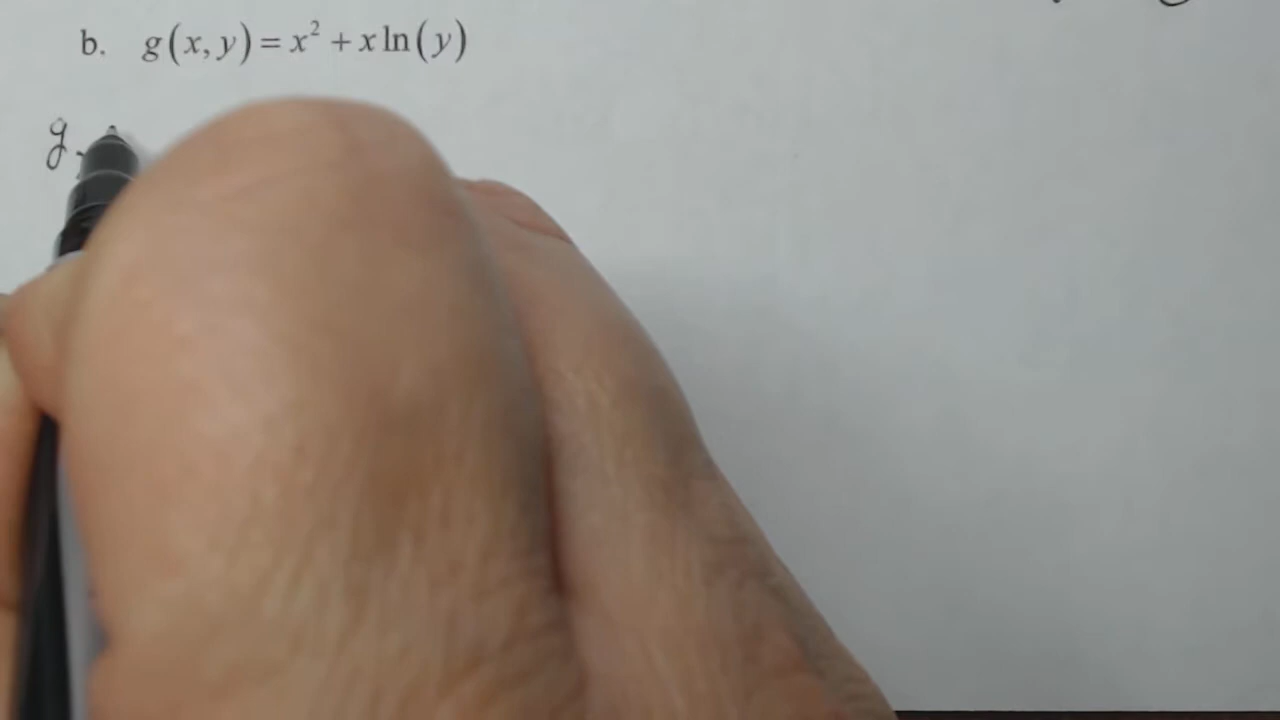 b. g(x, y) = x² + x ln(y)
g